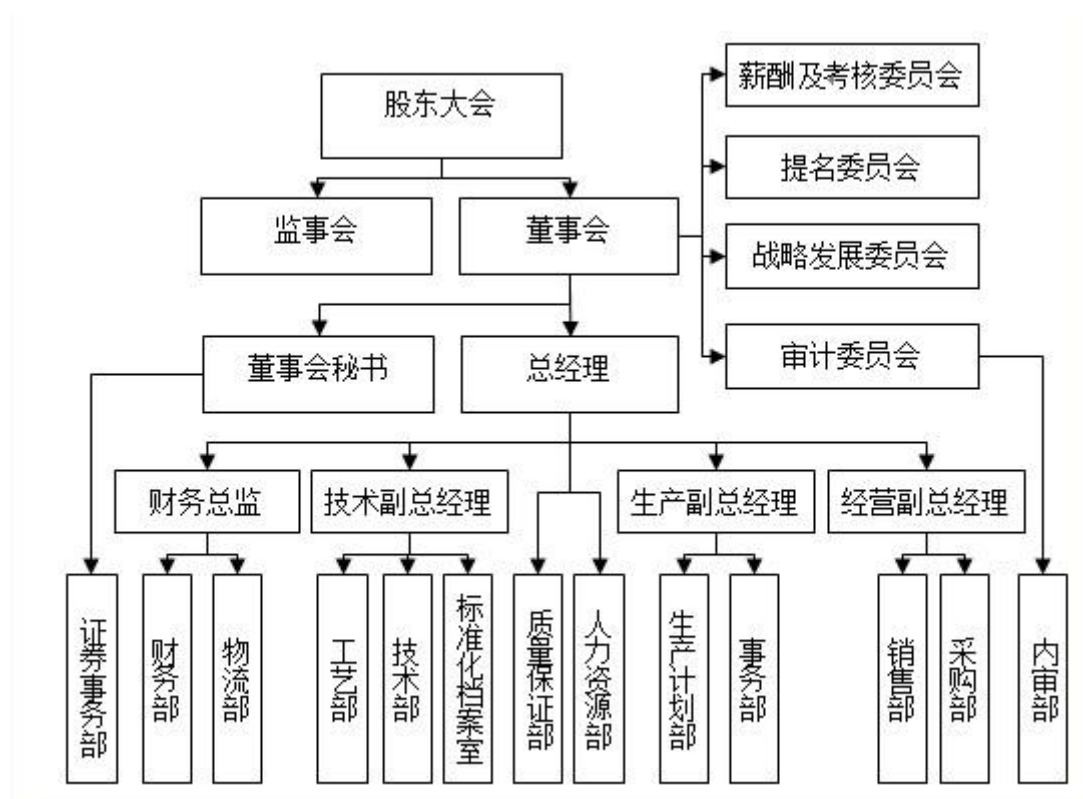 股东大会
薪酬及考核委员会
提名委员会
监事会
董事会
战略发展委员会
董事会秘书
总经理
审计委员会
财务总监
技术副总经理
生产副总经理
经营副总经理
证券事务部
财务部
物流部
工艺部
技术部
标准化档案室
质量保证部
人力资源部
生产计划部
事务部
销售部
采购部
内审部